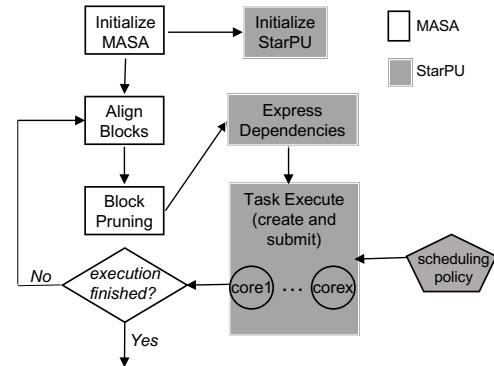 Initialize
MASA
Initialize
StarPU
MASA
StarPU
Align
Blocks
Express
Dependencies
Block
Pruning
Task Execute
(create and
submit)
core1 ... corex
scheduling
policy
No
execution
finished?
Yes